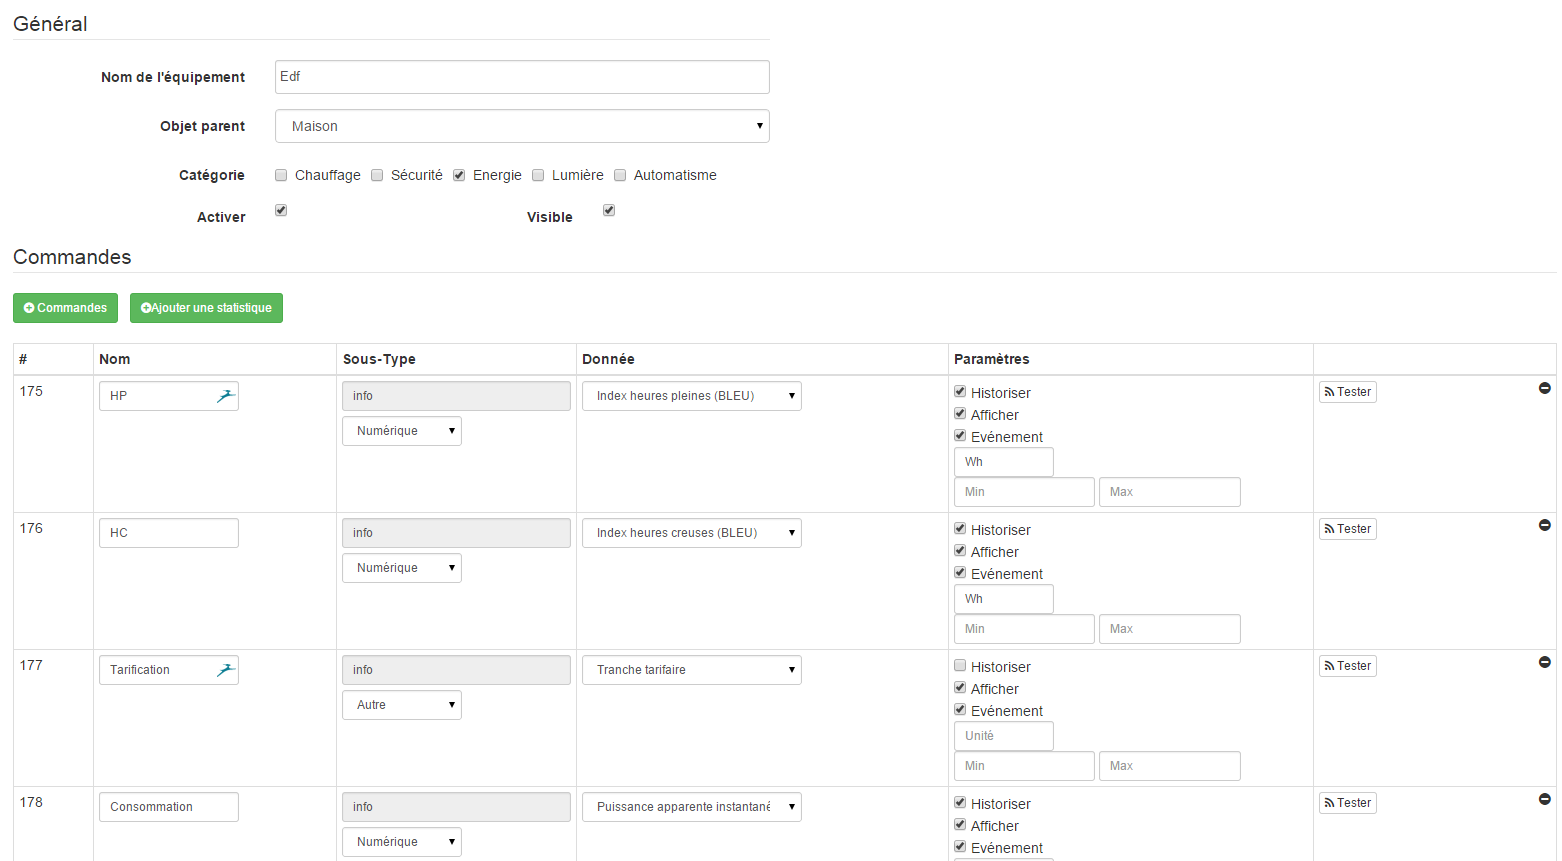 Général
Nom de l'équipement Edf
Objet parent Maison
Catégorie Chauffage Sécurité Energie Lumière Automatisme
Activer Visible
Commandes
Commandes Ajouter une statistique
# Nom Sous-Type Donnée Paramètres
175 HP info Index heures pleines (BLEU) Historiser Tester
Afficher
Numérique Evénement
Wh
Min Max
176 HC info Index heures creuses (BLEU) Historiser Tester
Afficher
Numérique Evénement
Wh
Min Max
177 Tarification info Tranche tarifaire Historiser Tester
Afficher
Autre Evénement
Unité
Min Max
178 Consommation info Puissance apparente instantané Historiser Tester
Afficher
Numérique Evénement